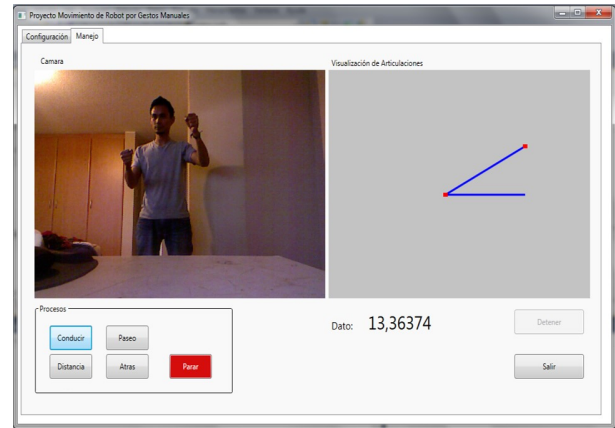 Proyecto Movimiento de Robot por Gestos Manuales
Configuración Manejo
Camara Visualización de Articulaciones
Procesos
Conducir Paseo
Distancia Atras Parar
Dato: 13,36374
Detener
Salir